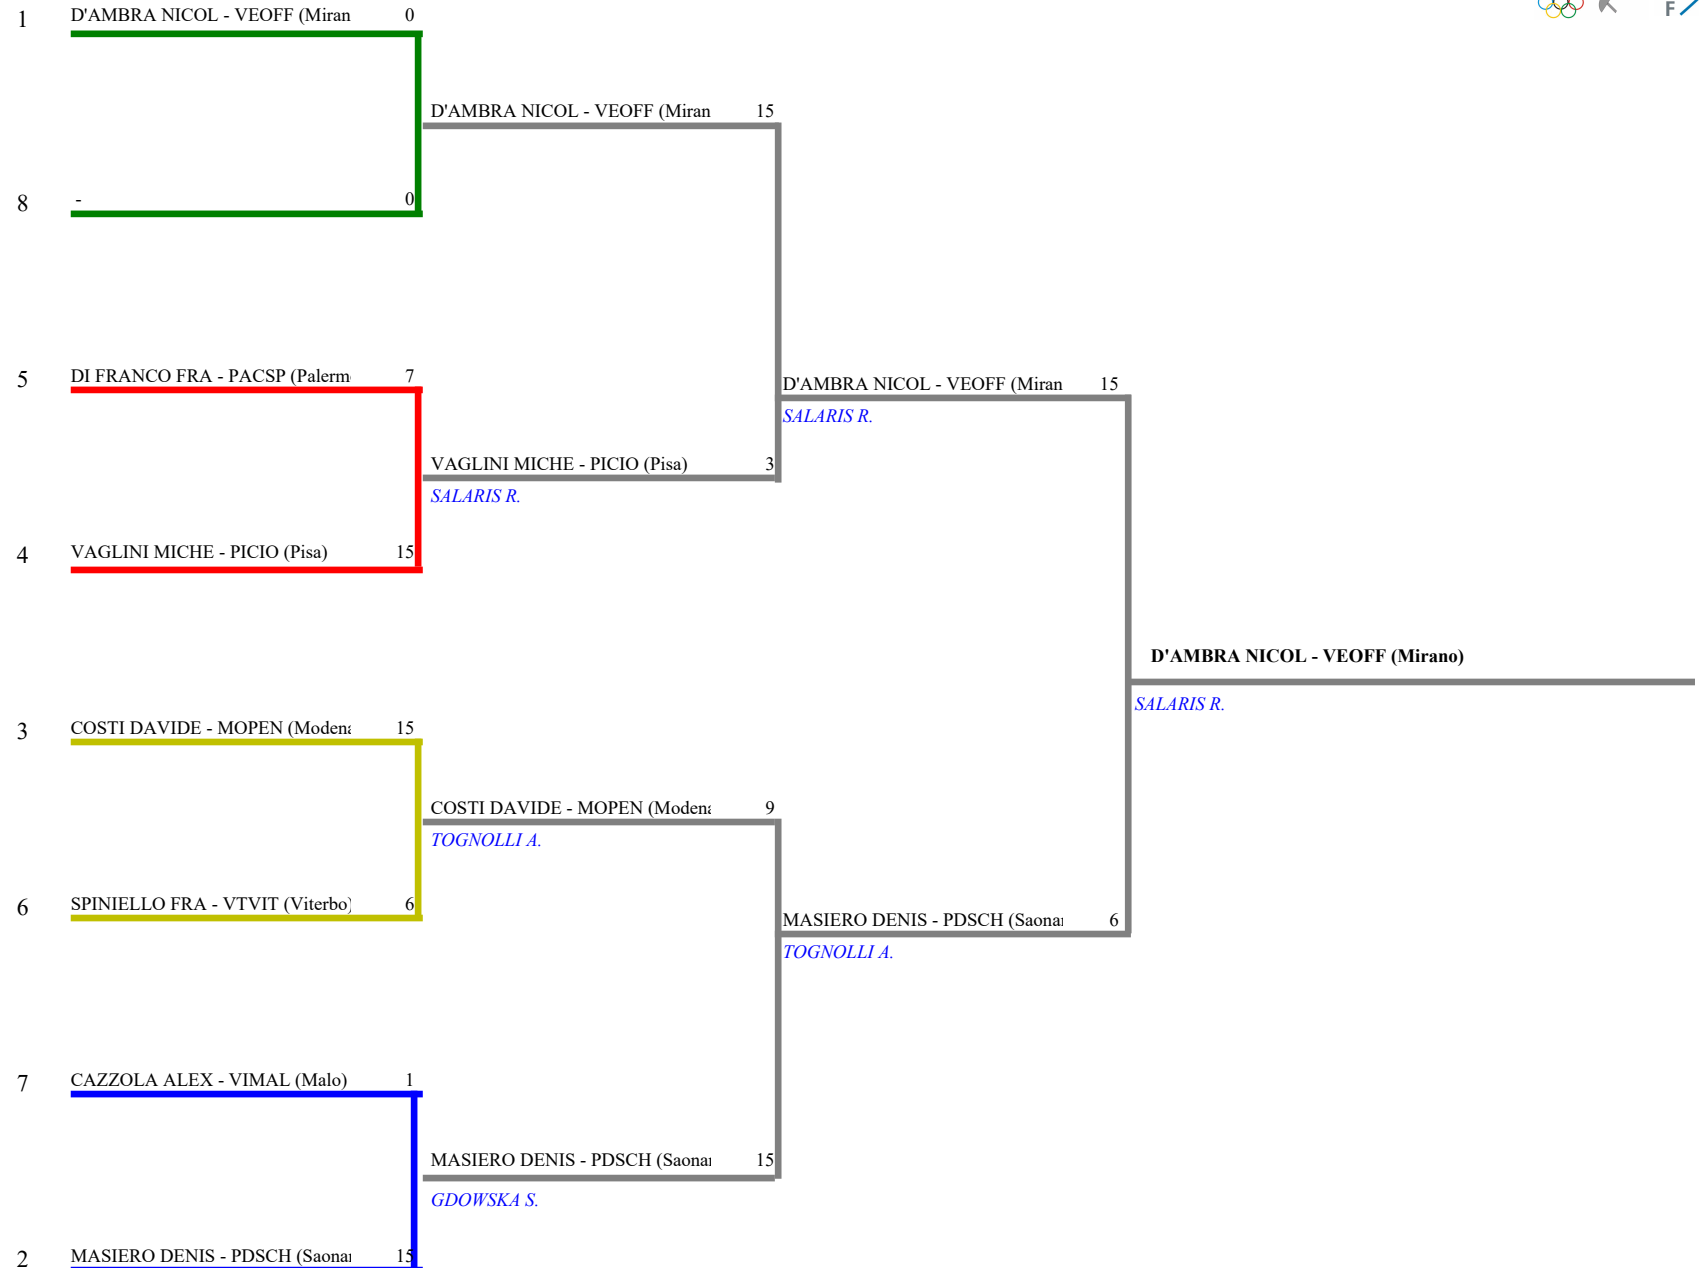 1 D'AMBRA NICOL - VEOFF (Miran 0
F
D'AMBRA NICOL - VEOFF (Miran 15
8 - 0
5 DI FRANCO FRA - PACSP (Palerm 7
D'AMBRA NICOL - VEOFF (Miran 15
SALARIS R.
VAGLINI MICHE - PICIO (Pisa) 3
SALARIS R.
4 VAGLINI MICHE - PICIO (Pisa) 15
D'AMBRA NICOL - VEOFF (Mirano)
SALARIS R.
3 COSTI DAVIDE - MOPEN (Modena 15
COSTI DAVIDE - MOPEN (Modena 9
TOGNOLLI A.
6 SPINIELLO FRA - VTVIT (Viterbo) 6
MASIERO DENIS - PDSCH (Saonar 6
TOGNOLLI A.
7 CAZZOLA ALEX - VIMAL (Malo) 1
MASIERO DENIS - PDSCH (Saonar 15
GDOWSKA S.
2 MASIERO DENIS - PDSCH (Saonar 15